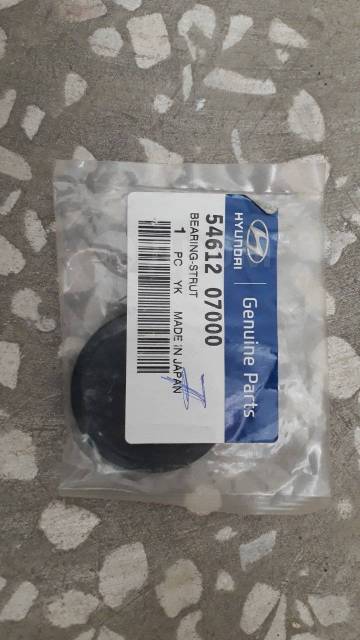 HYUNDAI | Genuine Parts
54612 07000
BEARING-STRUT
1 PC YK MADE IN JAPAN